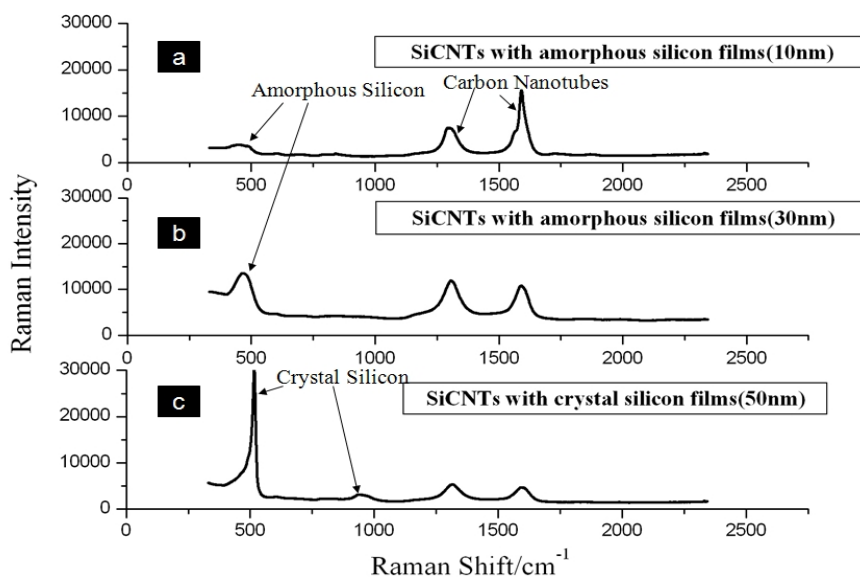 Raman Intensity
30000
20000
10000
0
a
SiCNTs with amorphous silicon films(10nm)
Amorphous Silicon
Carbon Nanotubes
0 500 1000 1500 2000 2500
30000
20000
10000
0
b
SiCNTs with amorphous silicon films(30nm)
0 500 1000 1500 2000 2500
30000
20000
10000
0
c
Crystal Silicon
SiCNTs with crystal silicon films(50nm)
0 500 1000 1500 2000 2500
Raman Shift/cm⁻¹